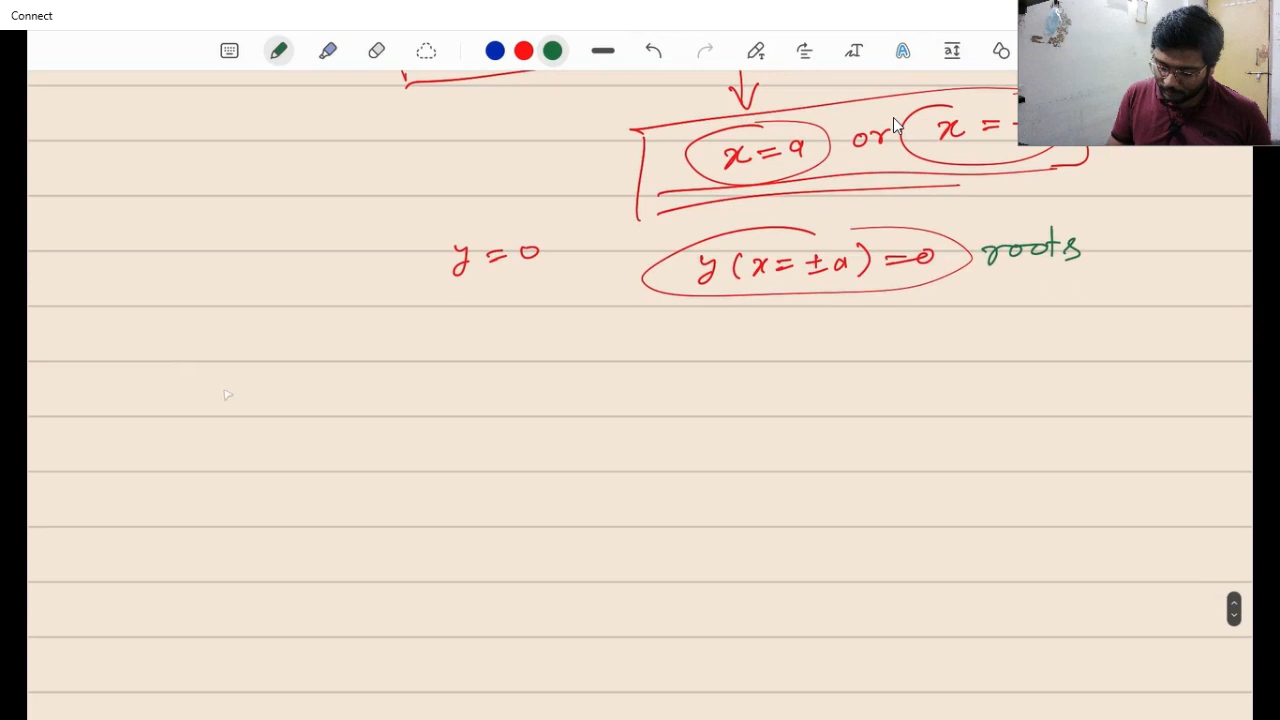 Connect
x = a or x = -
y = 0 y (x = ± a) = 0 roots